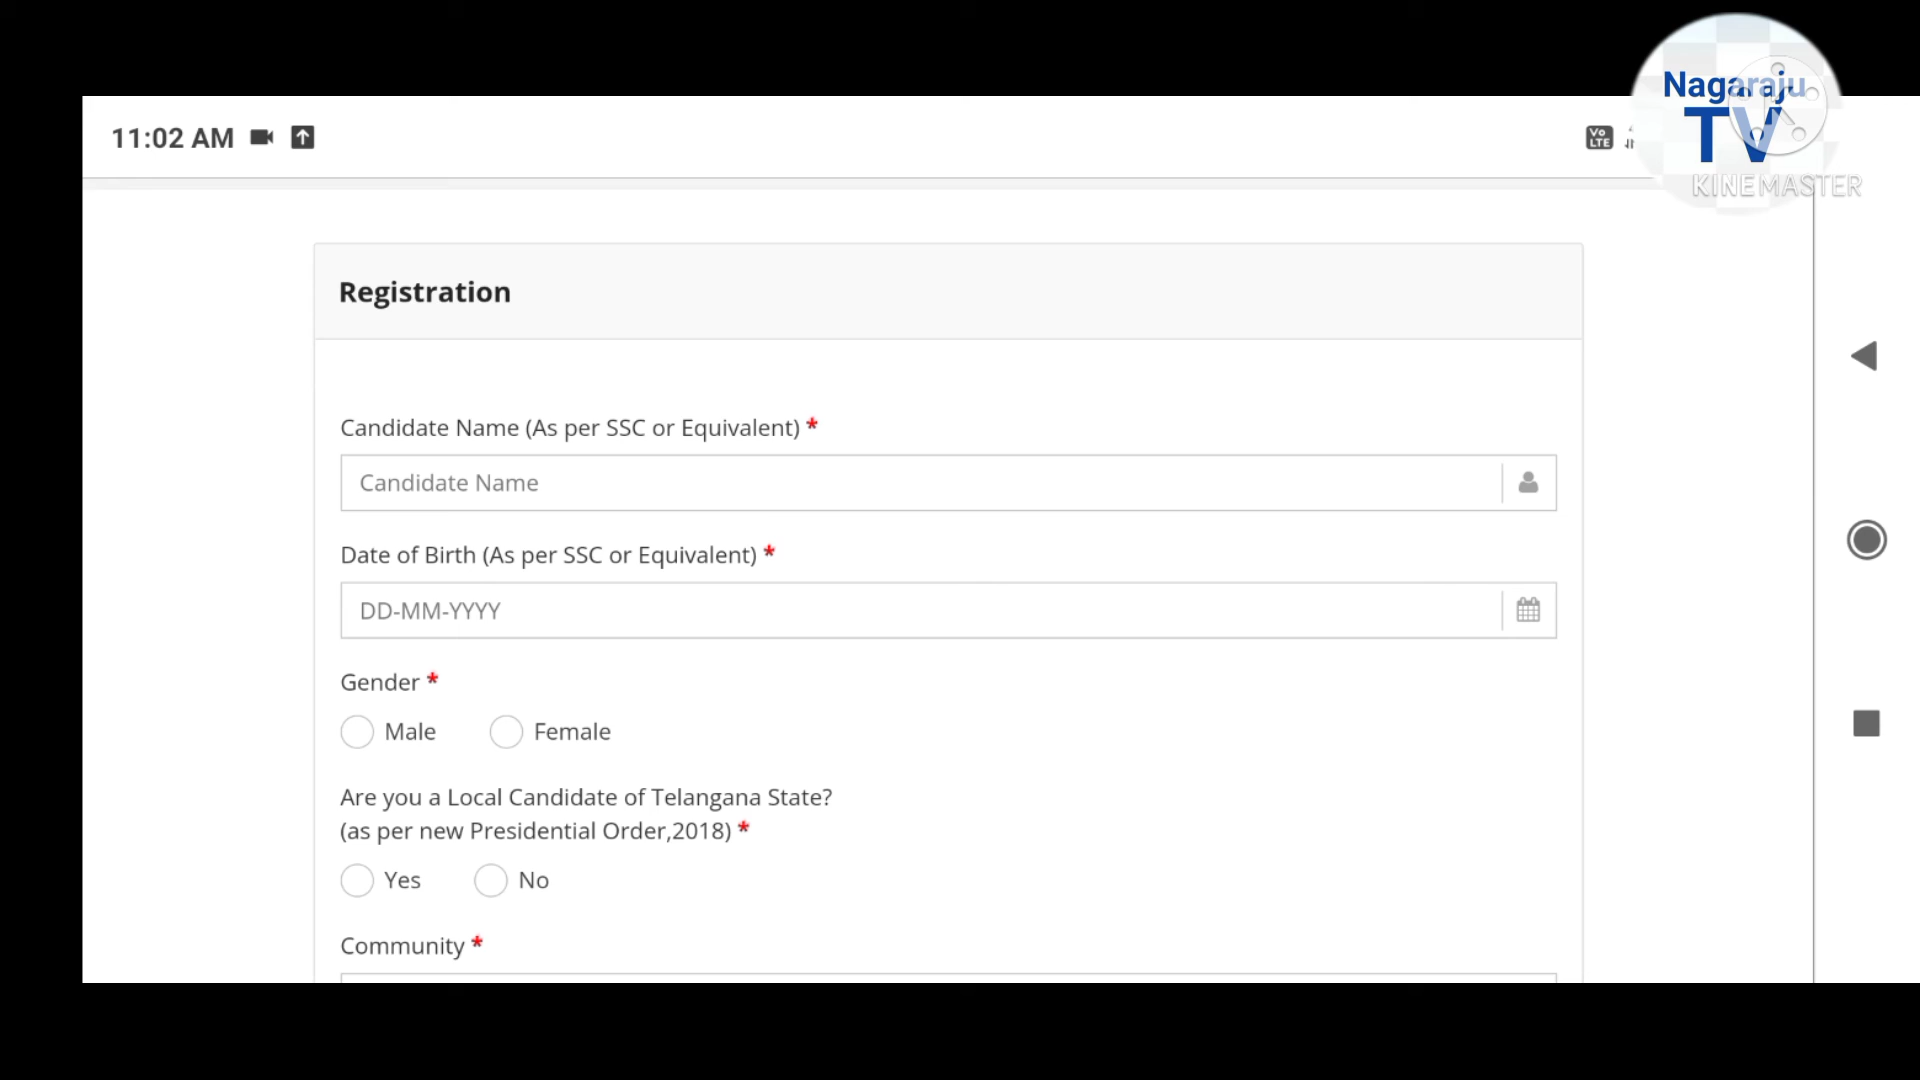 11:02 AM
Vo
LTE
Nagaraju
TV
KINEMASTER
Registration
Candidate Name (As per SSC or Equivalent) *
Candidate Name
Date of Birth (As per SSC or Equivalent) *
DD-MM-YYYY
Gender *
Male Female
Are you a Local Candidate of Telangana State?
(as per new Presidential Order,2018) *
Yes No
Community *